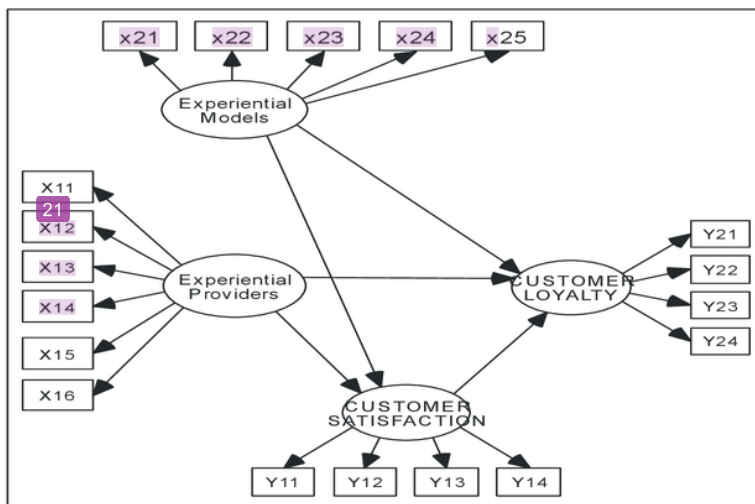 x21
x22
x23
x24
x25
Experiential
Models
X11
21
X12
X13
X14
X15
X16
Experiential
Providers
CUSTOMER
LOYALTY
Y21
Y22
Y23
Y24
CUSTOMER
SATISFACTION
Y11
Y12
Y13
Y14